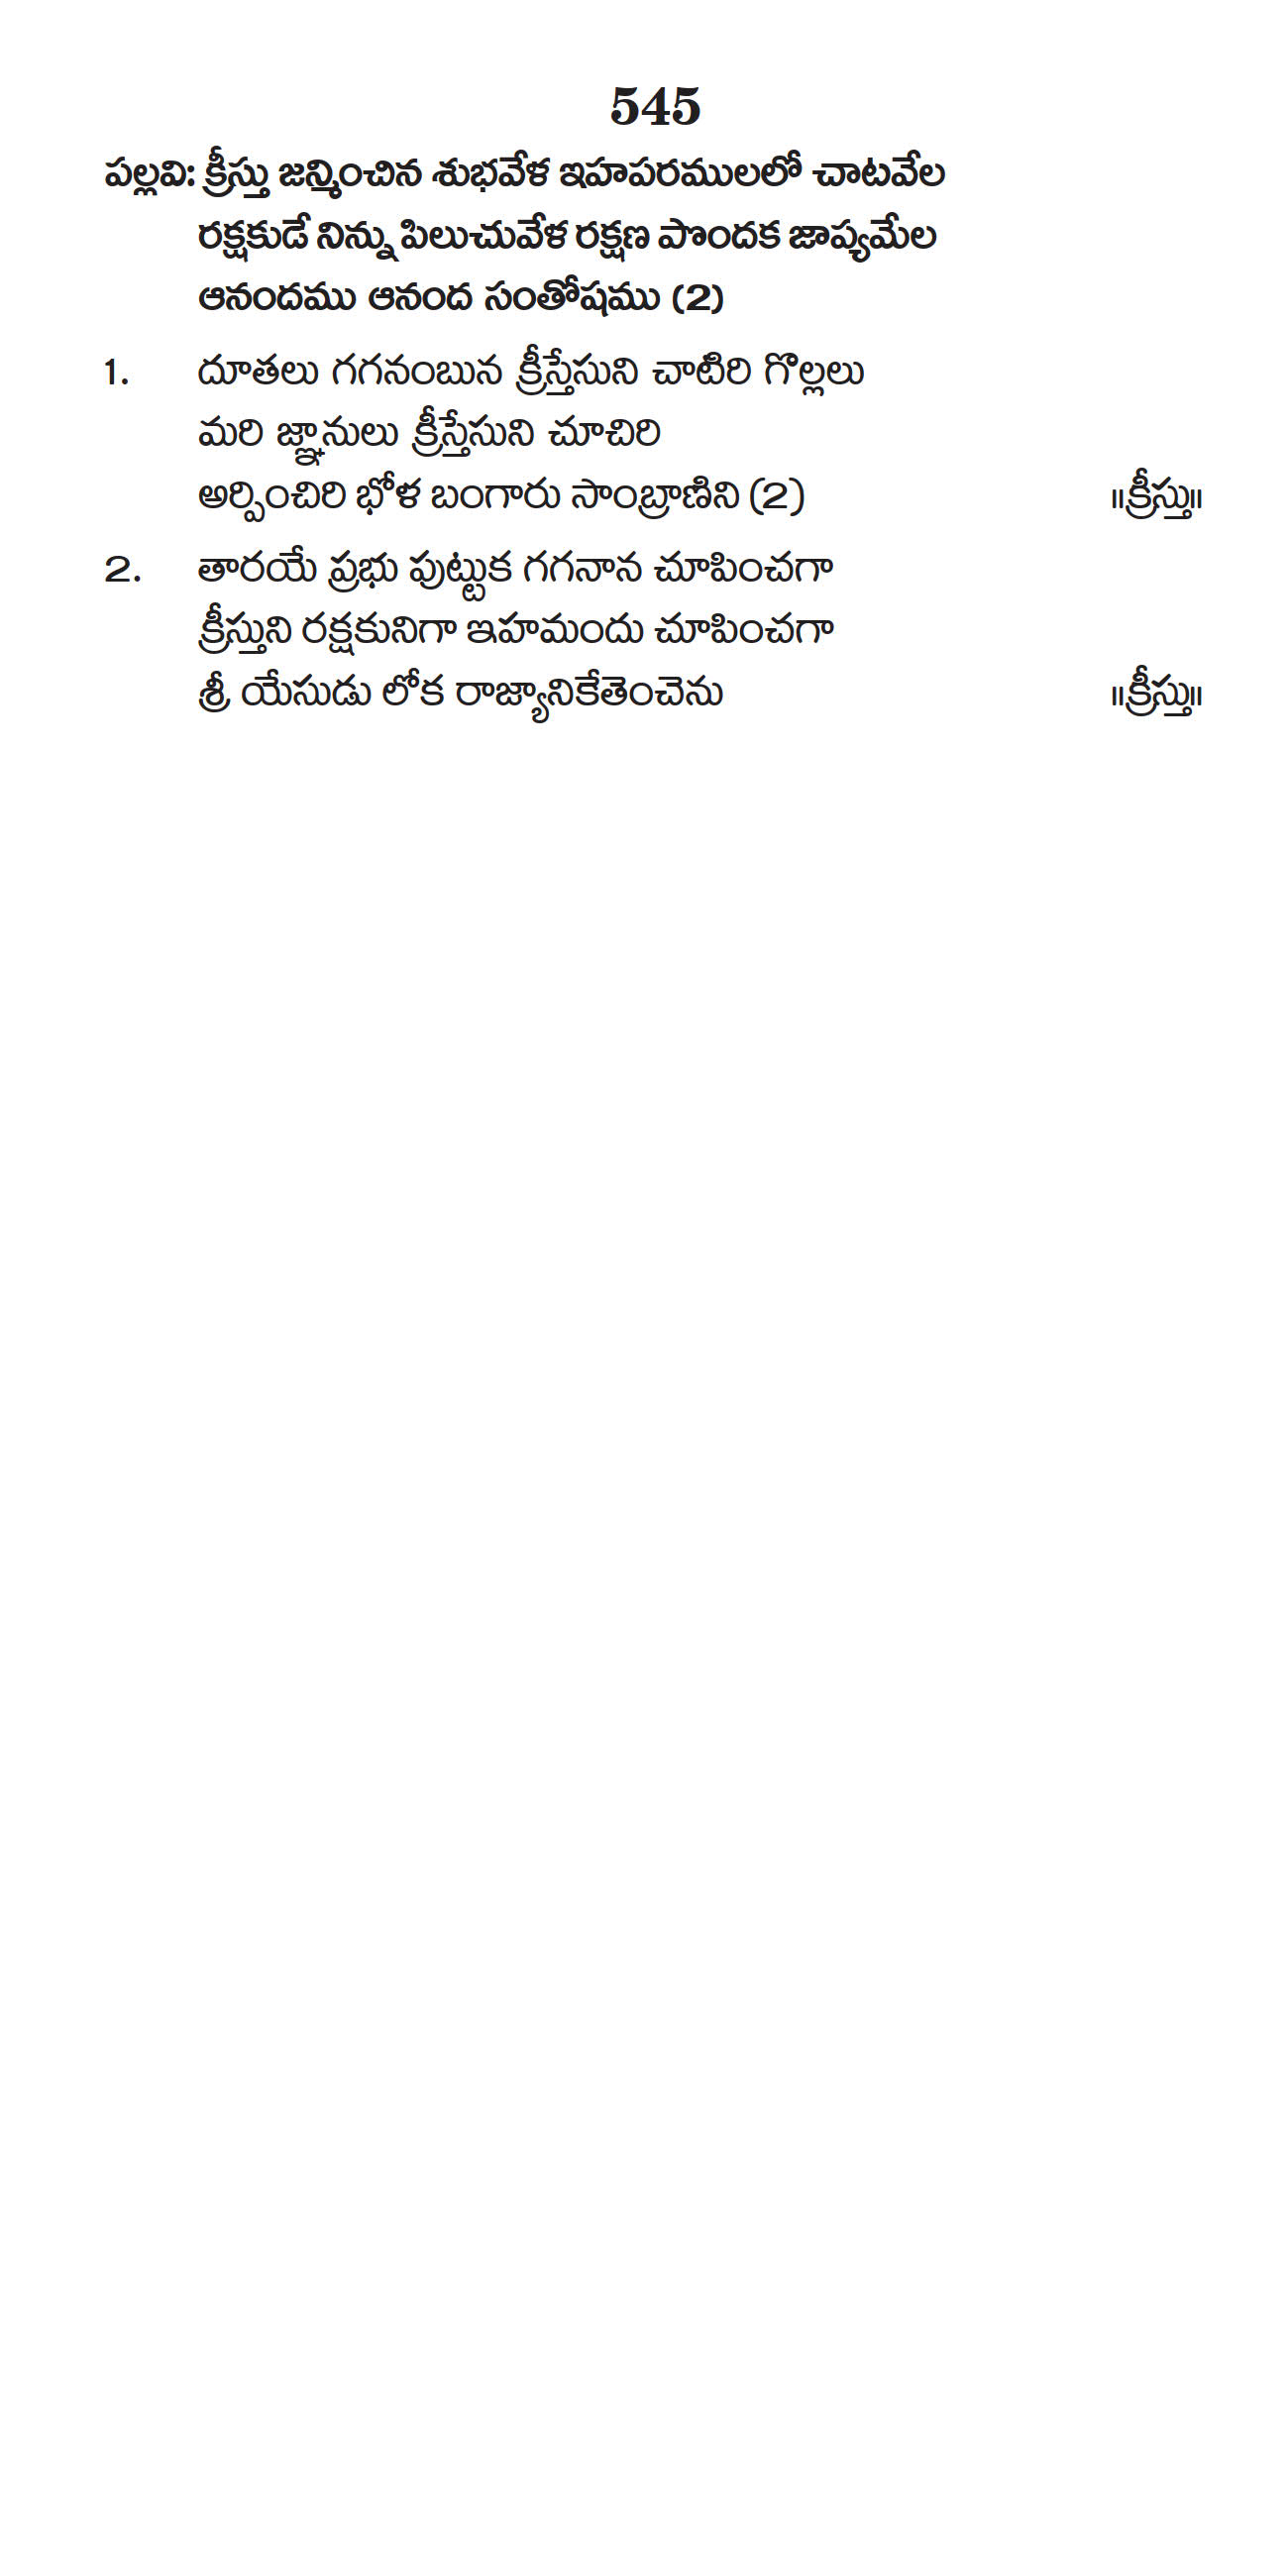 545
పల్లవి: క్రీస్తు జన్మించిన శుభవేళ ఇహపరములలో చాటవేల
రక్షకుడే నిన్ను పిలుచువేళ రక్షణ పొందక జాప్యమేల
ఆనందము ఆనంద సంతోషము (2)
1. దూతలు గగనంబున క్రీస్తేసుని చాటిరి గొల్లలు
మరి జ్ఞానులు క్రీస్తేసుని చూచిరి
అర్పించిరి భోళ బంగారు సాంబ్రాణిని (2) ॥క్రీస్తు॥
2. తారయే ప్రభు పుట్టుక గగనాన చూపించగా
క్రీస్తుని రక్షకునిగా ఇహమందు చూపించగా
శ్రీ యేసుడు లోక రాజ్యానికేతెంచెను ॥క్రీస్తు॥